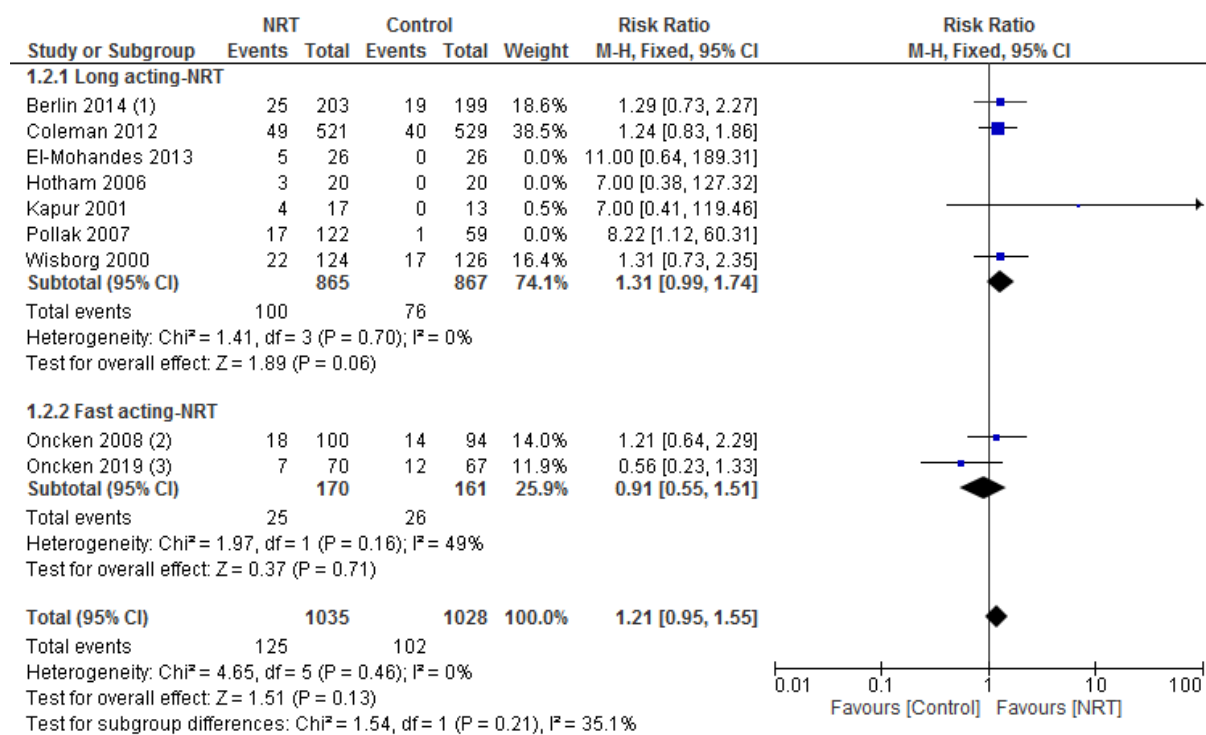 NRT Control Risk Ratio Risk Ratio
Study or Subgroup Events Total Events Total Weight M-H, Fixed, 95% CI M-H, Fixed, 95% CI
1.2.1 Long acting-NRT
Berlin 2014 (1) 25 203 19 199 18.6% 1.29 [0.73, 2.27]
Coleman 2012 49 521 40 529 38.5% 1.24 [0.83, 1.86]
El-Mohandes 2013 5 26 0 26 0.0% 11.00 [0.64, 189.31]
Hotham 2006 3 20 0 20 0.0% 7.00 [0.38, 127.32]
Kapur 2001 4 17 0 13 0.5% 7.00 [0.41, 119.46]
Pollak 2007 17 122 1 59 0.0% 8.22 [1.12, 60.31]
Wisborg 2000 22 124 17 126 16.4% 1.31 [0.73, 2.35]
Subtotal (95% CI) 865 867 74.1% 1.31 [0.99, 1.74]
Total events 100 76
Heterogeneity: Chi² = 1.41, df = 3 (P = 0.70); I² = 0%
Test for overall effect: Z = 1.89 (P = 0.06)
1.2.2 Fast acting-NRT
Oncken 2008 (2) 18 100 14 94 14.0% 1.21 [0.64, 2.29]
Oncken 2019 (3) 7 70 12 67 11.9% 0.56 [0.23, 1.33]
Subtotal (95% CI) 170 161 25.9% 0.91 [0.55, 1.51]
Total events 25 26
Heterogeneity: Chi² = 1.97, df = 1 (P = 0.16); I² = 49%
Test for overall effect: Z = 0.37 (P = 0.71)
Total (95% CI) 1035 1028 100.0% 1.21 [0.95, 1.55]
Total events 125 102
Heterogeneity: Chi² = 4.65, df = 5 (P = 0.46); I² = 0%
Test for overall effect: Z = 1.51 (P = 0.13)
Test for subgroup differences: Chi² = 1.54, df = 1 (P = 0.21), I² = 35.1%
0.01 0.1 1 10 100
Favours [Control] Favours [NRT]